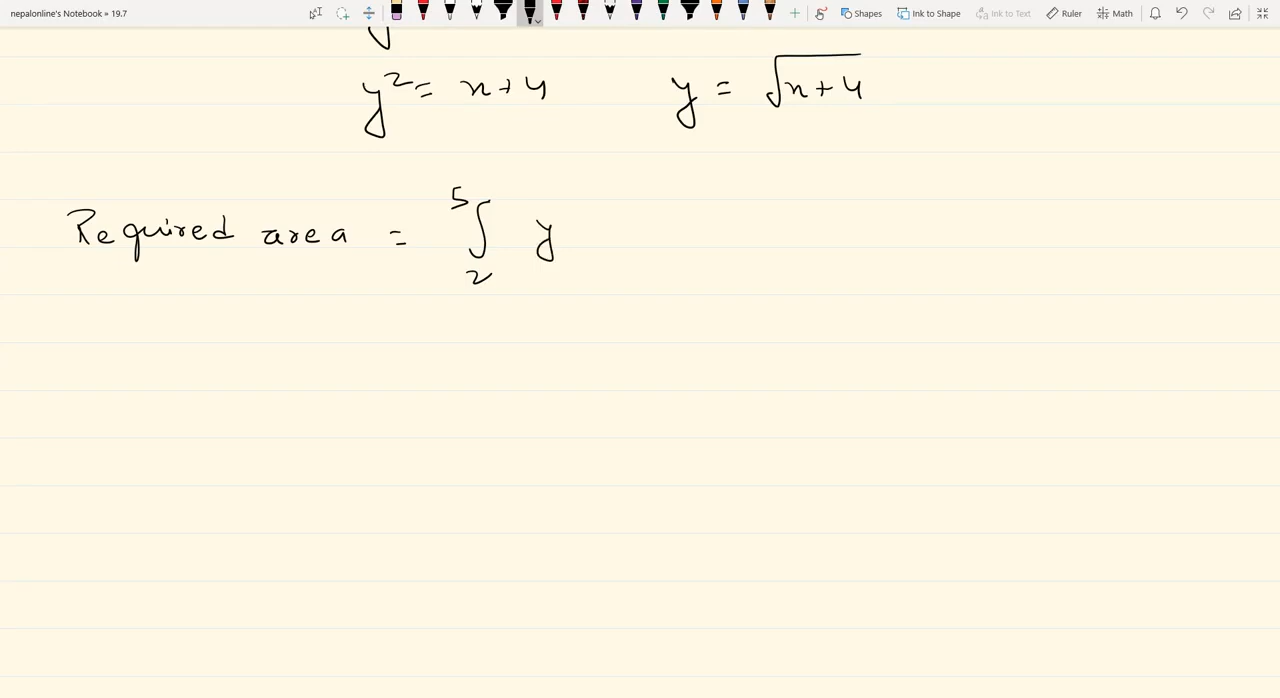 nepalonline's Notebook » 19.7
Shapes Ink to Shape Ink to Text Ruler Math
y² = x+4 y = √x+4
Required area = ∫₂⁵ y